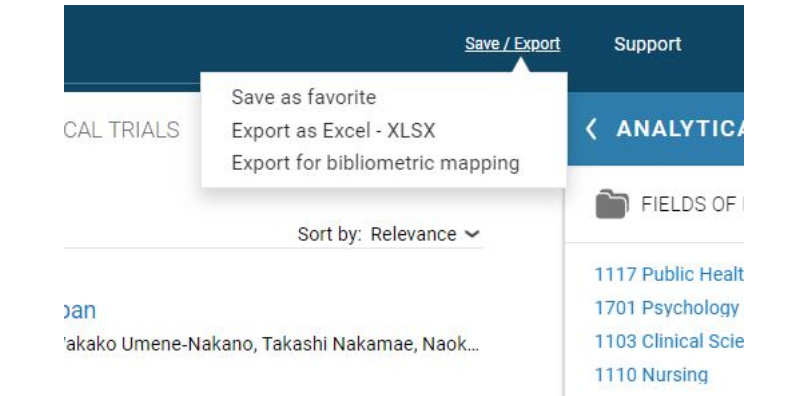 Save / Export Support
Save as favorite
Export as Excel - XLSX
Export for bibliometric mapping
CAL TRIALS
ANALYTICA
FIELDS OF
Sort by: Relevance
1117 Public Healt
1701 Psychology
1103 Clinical Scie
1110 Nursing
pan
akako Umene-Nakano, Takashi Nakamae, Naok...